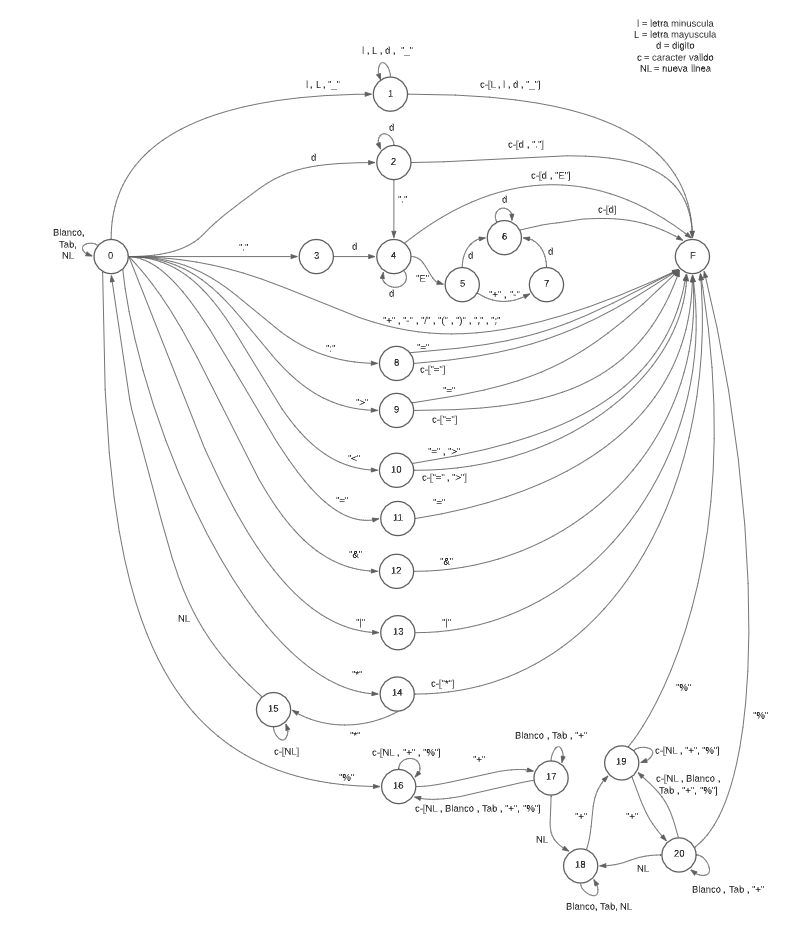 l = letra minuscula
L = letra mayuscula
d = digito
c = caracter valido
NL = nueva linea
l , L , d , "_"
l , L , "_"
1
c-[L , l , d , "_"]
d
d
2
c-[d , "."]
"."
c-[d , "E"]
d
c-[d]
Blanco,
Tab,
NL
0
"."
3
d
4
d
"E"
5
d
6
d
7
"+" , "-"
F
"+" , "-" , "/" , "(" , ")" , "," , ";"
":"
8
"="
c-["="]
">"
9
"="
c-["="]
"<"
10
"=" , ">"
c-["=" , ">"]
"="
11
"="
"&"
12
"&"
"|"
13
"|"
NL
"*"
14
c-["*"]
15
"*"
c-[NL]
"%"
"%"
"%"
16
c-[NL , "+" , "%"]
"+"
Blanco , Tab , "+"
17
c-[NL , Blanco , Tab , "+", "%"]
19
c-[NL , "+", "%"]
c-[NL , Blanco ,
Tab , "+", "%"]
"+"
"+"
NL
18
NL
20
Blanco , Tab , "+"
Blanco, Tab, NL